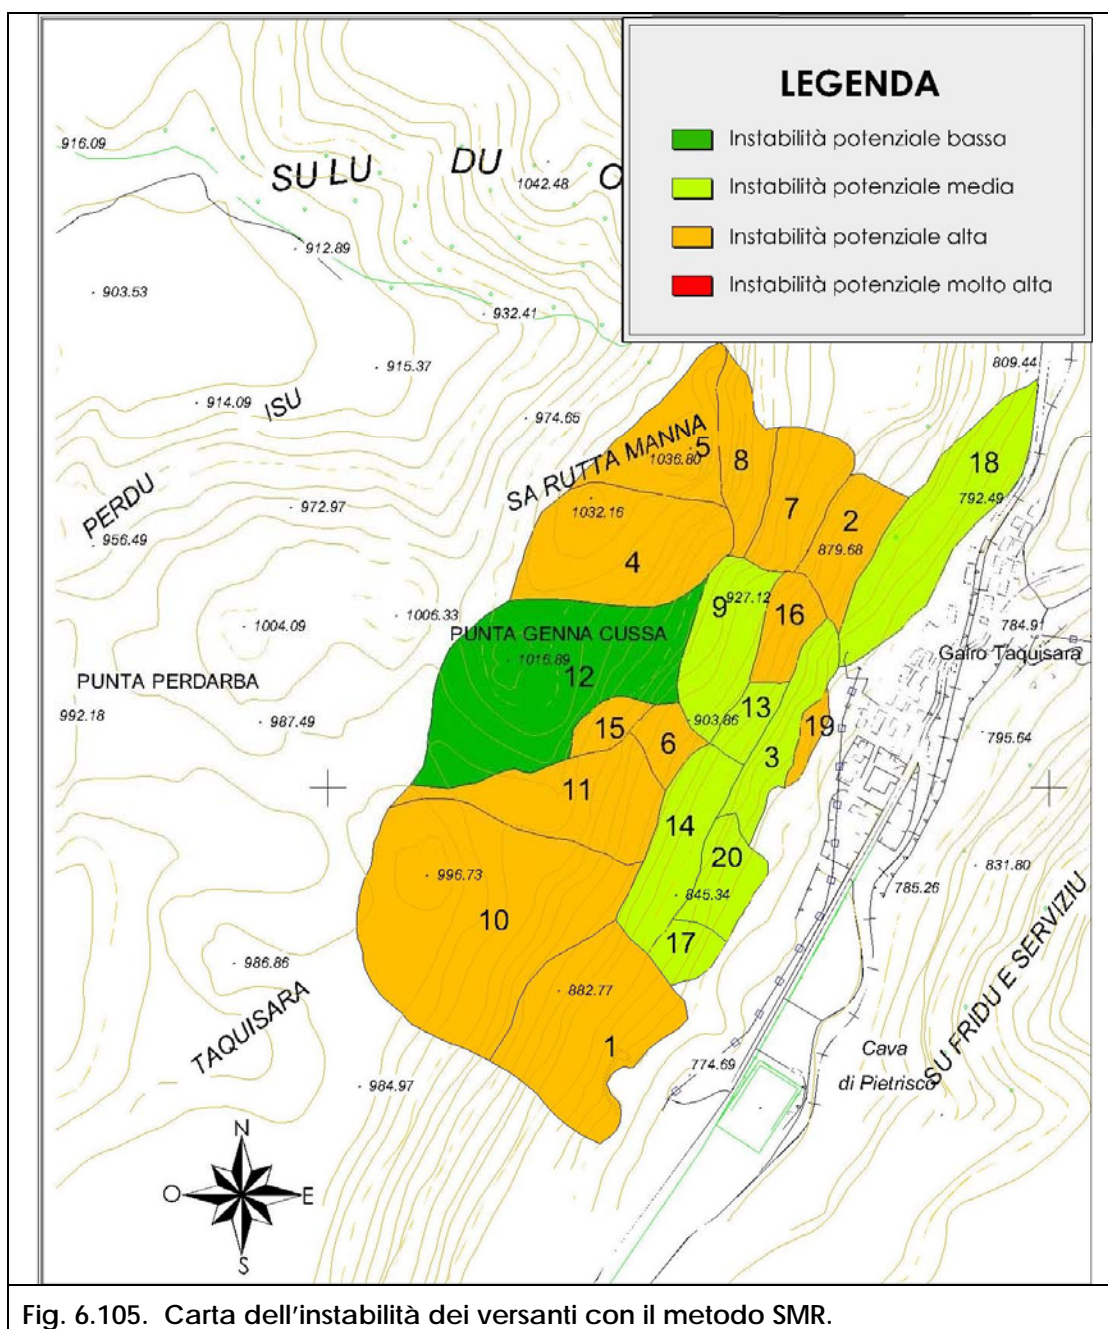 LEGENDA
Instabilità potenziale bassa
Instabilità potenziale media
Instabilità potenziale alta
Instabilità potenziale molto alta
916.09
SU LU DU
1042.48
912.89
903.53
932.41
809.44
915.37
914.09
ISU
974.65
SA RUTTA MANNA
5
1036.80
8
18
792.49
PERDU
972.97
1032.16
7
2
956.49
879.68
4
9
927.12
16
1006.33
1004.09
PUNTA GENNA CUSSA
784.91
1016.89
12
Gairo Taquisara
PUNTA PERDARBA
992.18
987.49
13
903.86
15
6
19
795.64
3
11
14
20
831.80
996.73
845.34
785.26
10
17
986.86
882.77
SU FRIDU E SERVIZIU
TAQUISARA
1
Cava
di Pietrisco
774.69
984.97
N
O
E
S
Fig. 6.105. Carta dell'instabilità dei versanti con il metodo SMR.